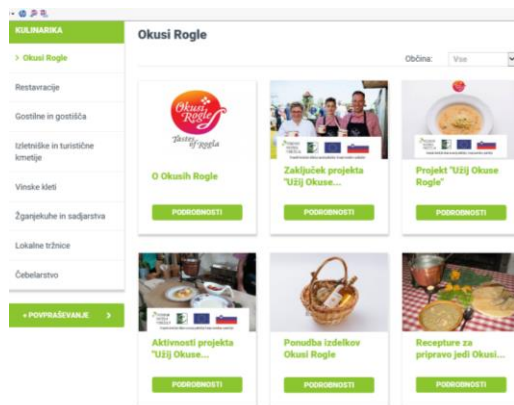 KULINARIKA
> Okusi Rogle
Restavracije
Gostilne in gostišča
Izletniške in turistične
kmetije
Vinske kleti
Žganjekuhe in sadjarstva
Lokalne tržnice
Čebelarstvo
+ POVPRAŠEVANJE >
Okusi Rogle
Občina: Vse
Okusi
Rogle
Tastes
of Rogla
O Okusih Rogle
PODROBNOSTI
Zaključek projekta
"Užij Okuse...
PODROBNOSTI
Projekt "Užij Okuse
Rogle"
PODROBNOSTI
Aktivnosti projekta
"Užij Okuse...
PODROBNOSTI
Ponudba izdelkov
Okusi Rogle
PODROBNOSTI
Recepture za
pripravo jedi Okusi...
PODROBNOSTI